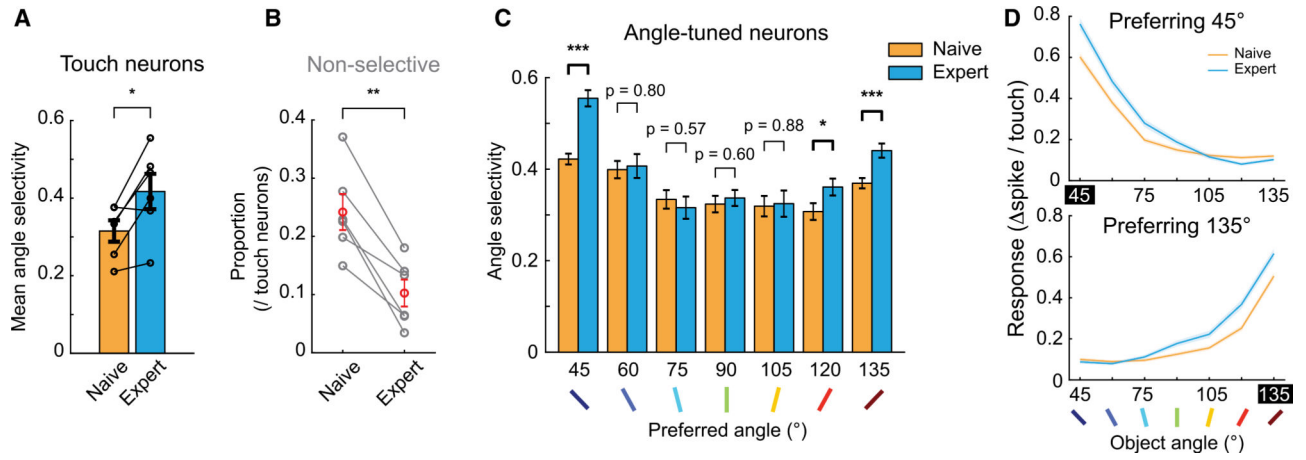 A
Touch neurons
*
Mean angle selectivity
0.6
0.4
0.2
0
Naive
Expert
B
Non-selective
**
Proportion
(/ touch neurons)
0.4
0.3
0.2
0.1
0
Naive
Expert
C
Angle-tuned neurons
Naive
Expert
Angle selectivity
0.6
0.4
0.2
0
***
p = 0.80
p = 0.57
p = 0.60
p = 0.88
*
***
45 60 75 90 105 120 135
Preferred angle (°)
D
Preferring 45°
Naive
Expert
Response (Δspike / touch)
0.8
0.6
0.4
0.2
0
45 75 105 135
Preferring 135°
0.8
0.6
0.4
0.2
0
45 75 105 135
Object angle (°)